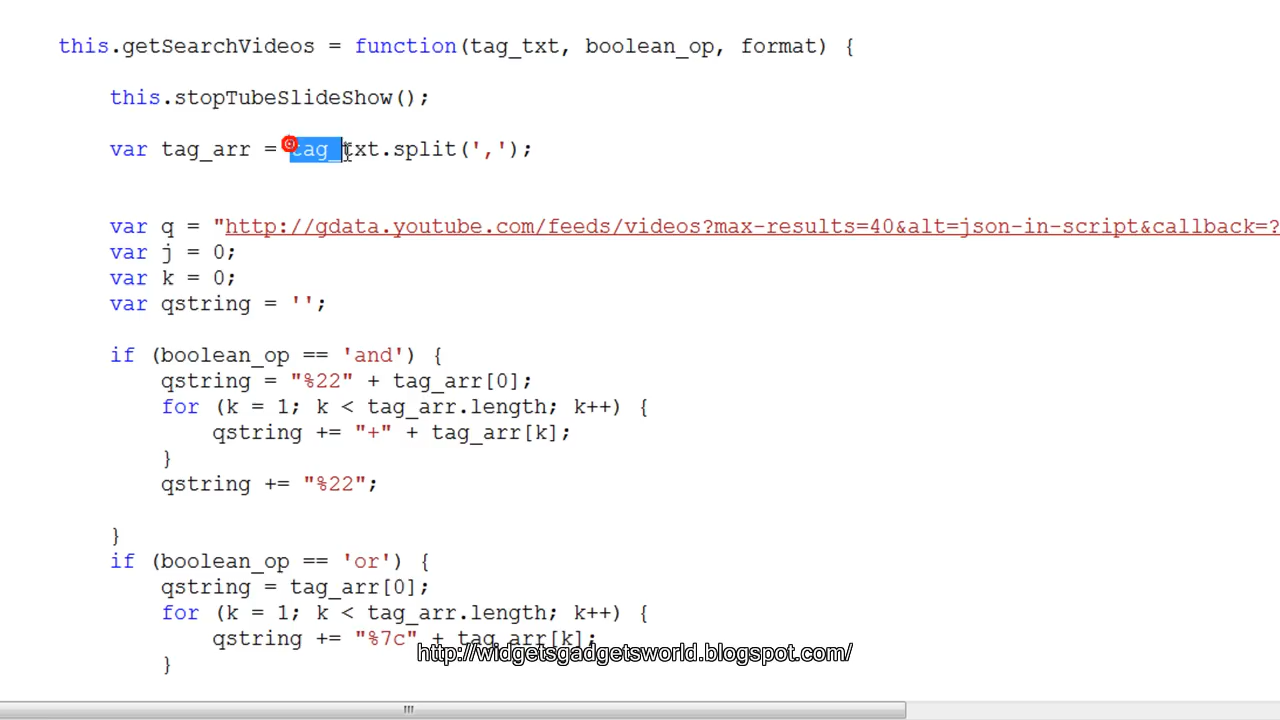 this.getSearchVideos = function(tag_txt, boolean_op, format) {
this.stopTubeSlideShow();
var tag_arr = tag_txt.split(',');
var q = "http://gdata.youtube.com/feeds/videos?max-results=40&alt=json-in-script&callback=?
var j = 0;
var k = 0;
var qstring = '';
if (boolean_op == 'and') {
qstring = "%22" + tag_arr[0];
for (k = 1; k < tag_arr.length; k++) {
qstring += "+" + tag_arr[k];
}
qstring += "%22";
}
if (boolean_op == 'or') {
qstring = tag_arr[0];
for (k = 1; k < tag_arr.length; k++) {
qstring += "%7c" + tag_arr[k];
http://widgetsgadgetsworld.blogspot.com/
}